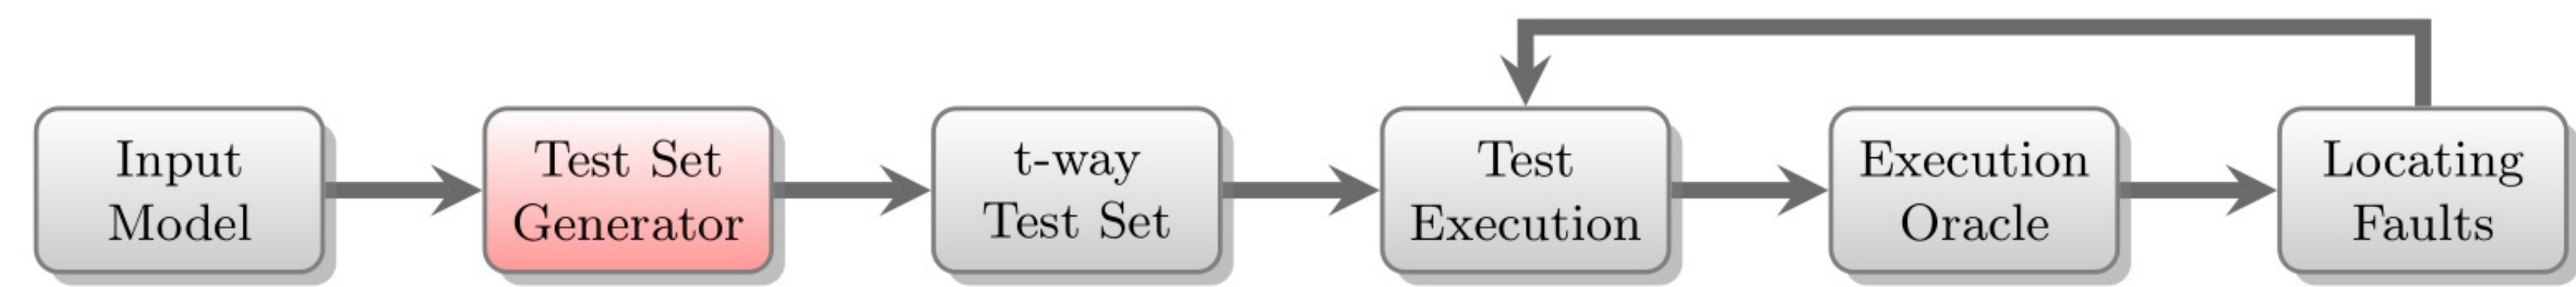 Input
Model
Test Set
Generator
t-way
Test Set
Test
Execution
Execution
Oracle
Locating
Faults